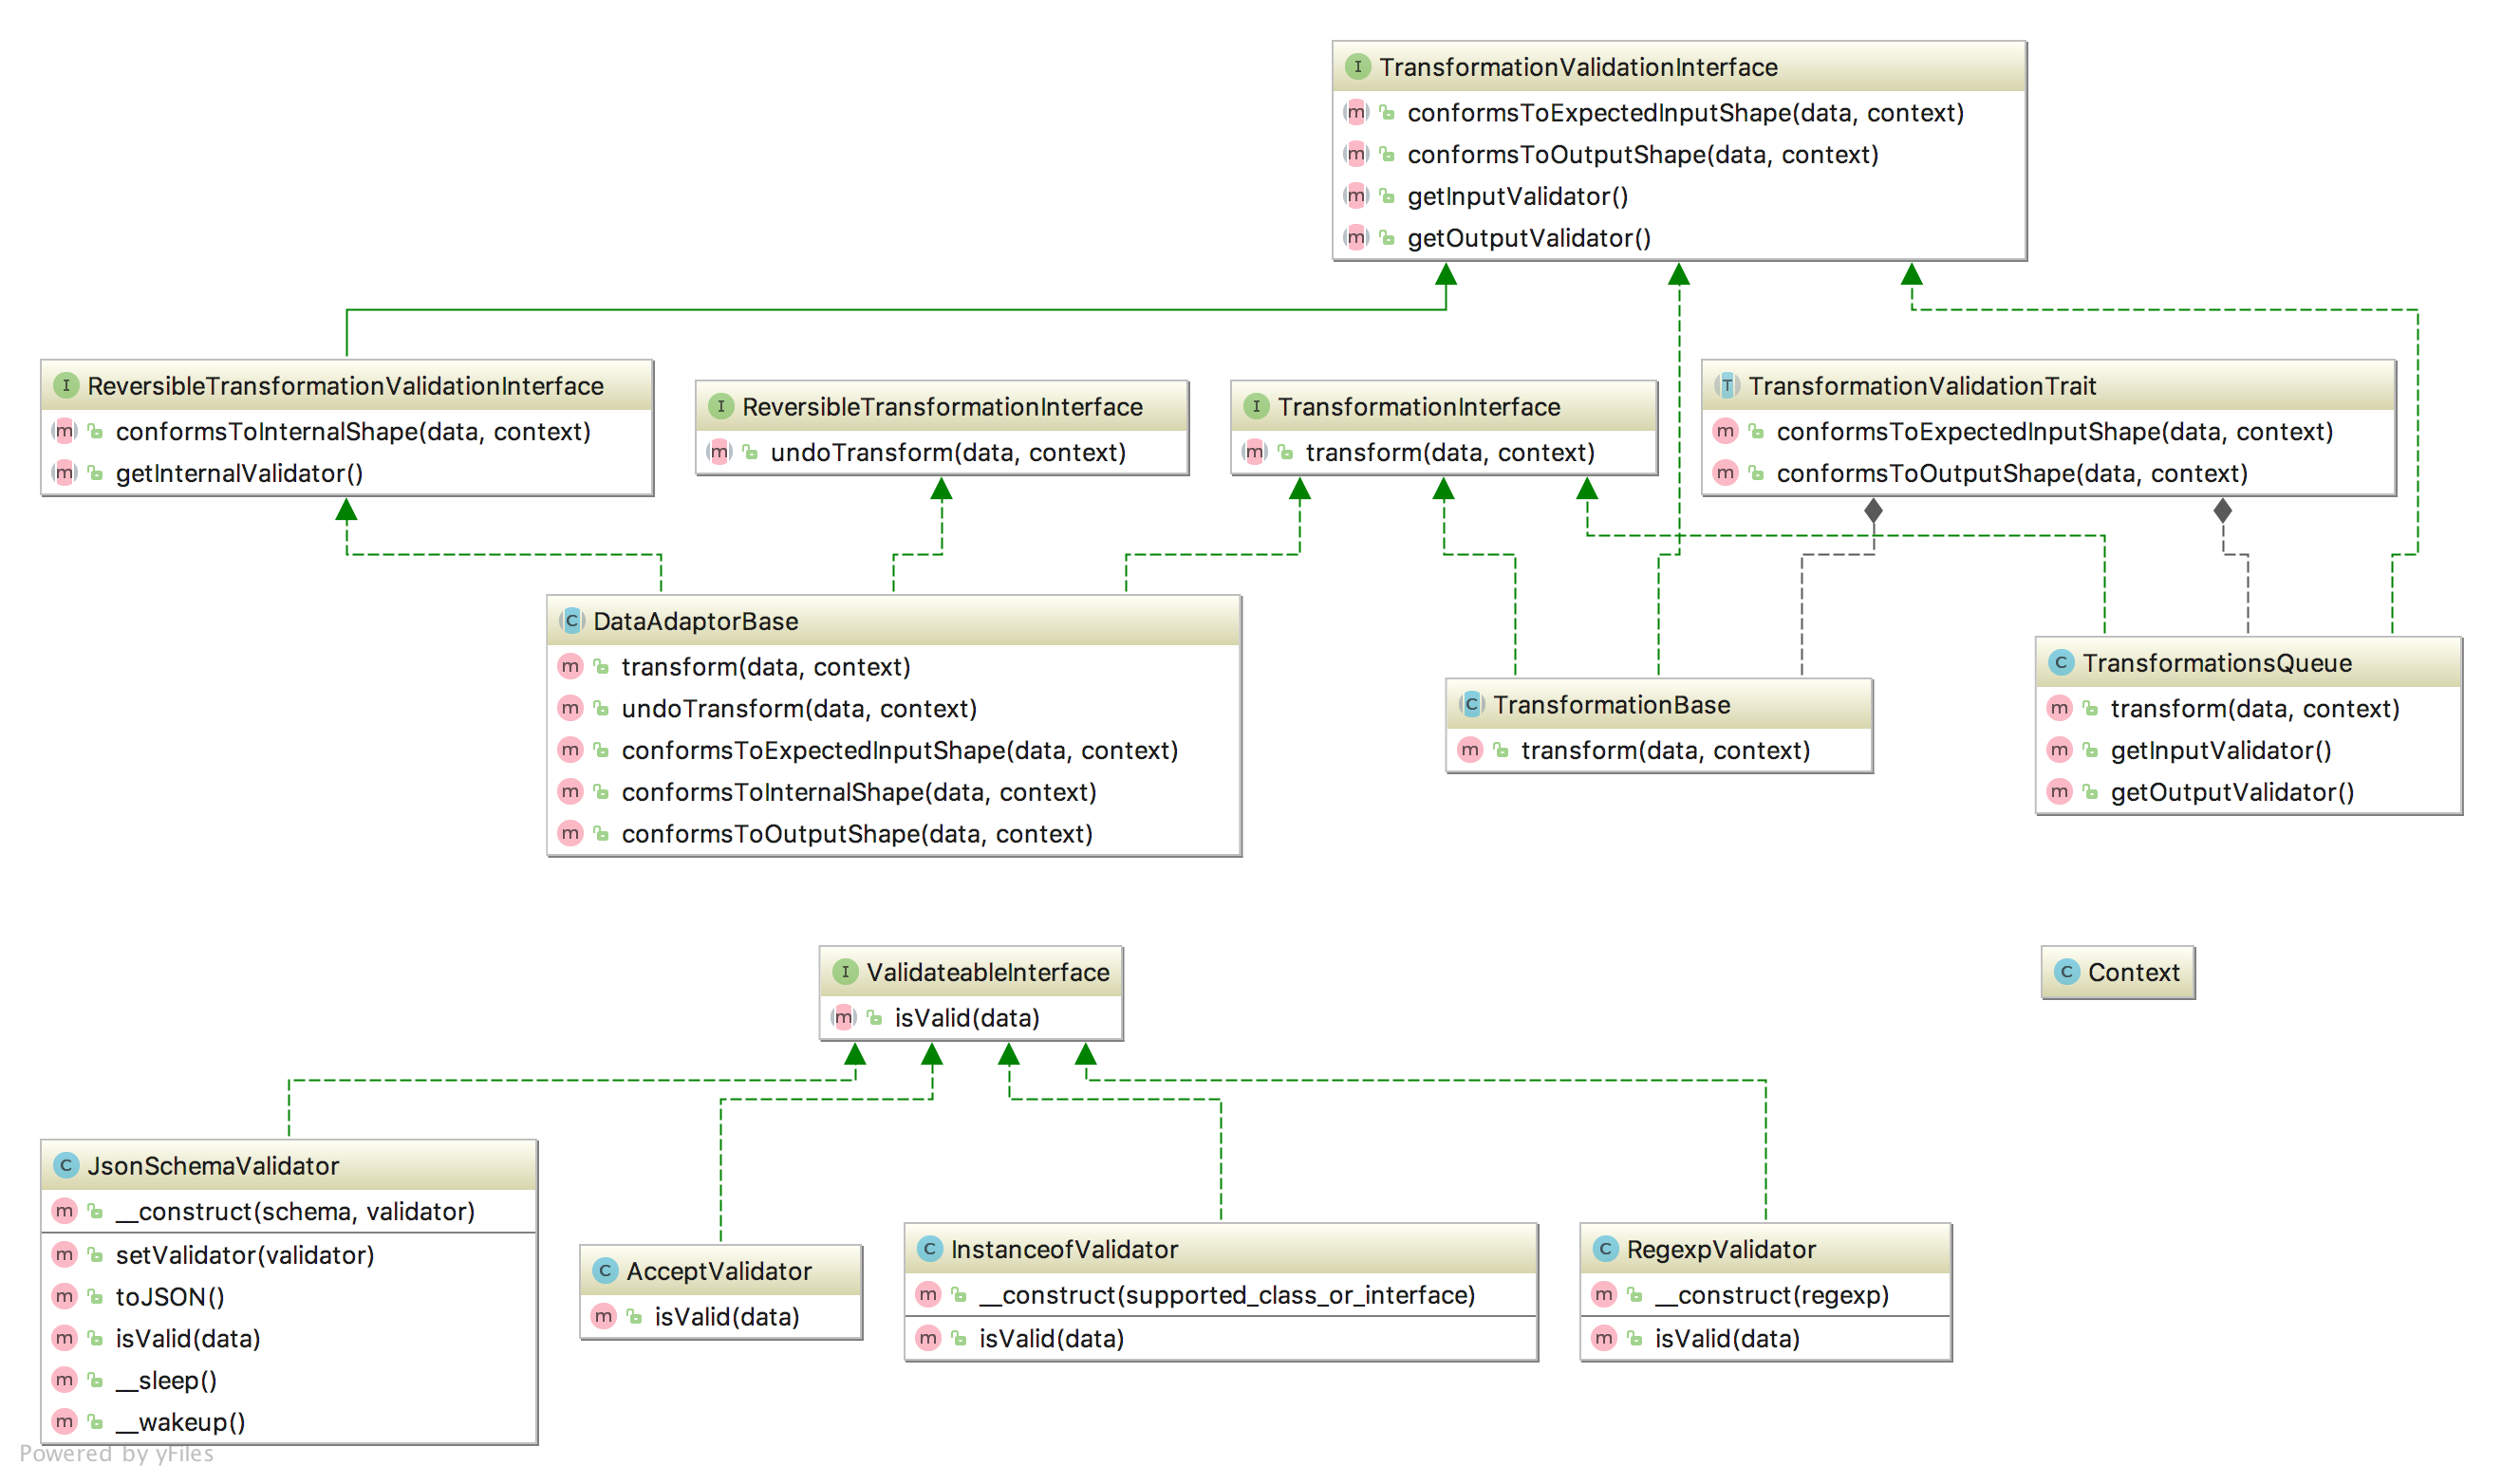 I TransformationValidationInterface
m conformsToExpectedInputShape(data, context)
m conformsToOutputShape(data, context)
m getInputValidator()
m getOutputValidator()
I ReversibleTransformationValidationInterface
m conformsToInternalShape(data, context)
m getInternalValidator()
I ReversibleTransformationInterface
m undoTransform(data, context)
I TransformationInterface
m transform(data, context)
T TransformationValidationTrait
m conformsToExpectedInputShape(data, context)
m conformsToOutputShape(data, context)
C DataAdaptorBase
m transform(data, context)
m undoTransform(data, context)
m conformsToExpectedInputShape(data, context)
m conformsToInternalShape(data, context)
m conformsToOutputShape(data, context)
C TransformationBase
m transform(data, context)
C TransformationsQueue
m transform(data, context)
m getInputValidator()
m getOutputValidator()
I ValidateableInterface
m isValid(data)
C Context
C JsonSchemaValidator
m __construct(schema, validator)
m setValidator(validator)
m toJSON()
m isValid(data)
m __sleep()
m __wakeup()
C AcceptValidator
m isValid(data)
C InstanceofValidator
m __construct(supported_class_or_interface)
m isValid(data)
C RegexpValidator
m __construct(regexp)
m isValid(data)
Powered by yFiles